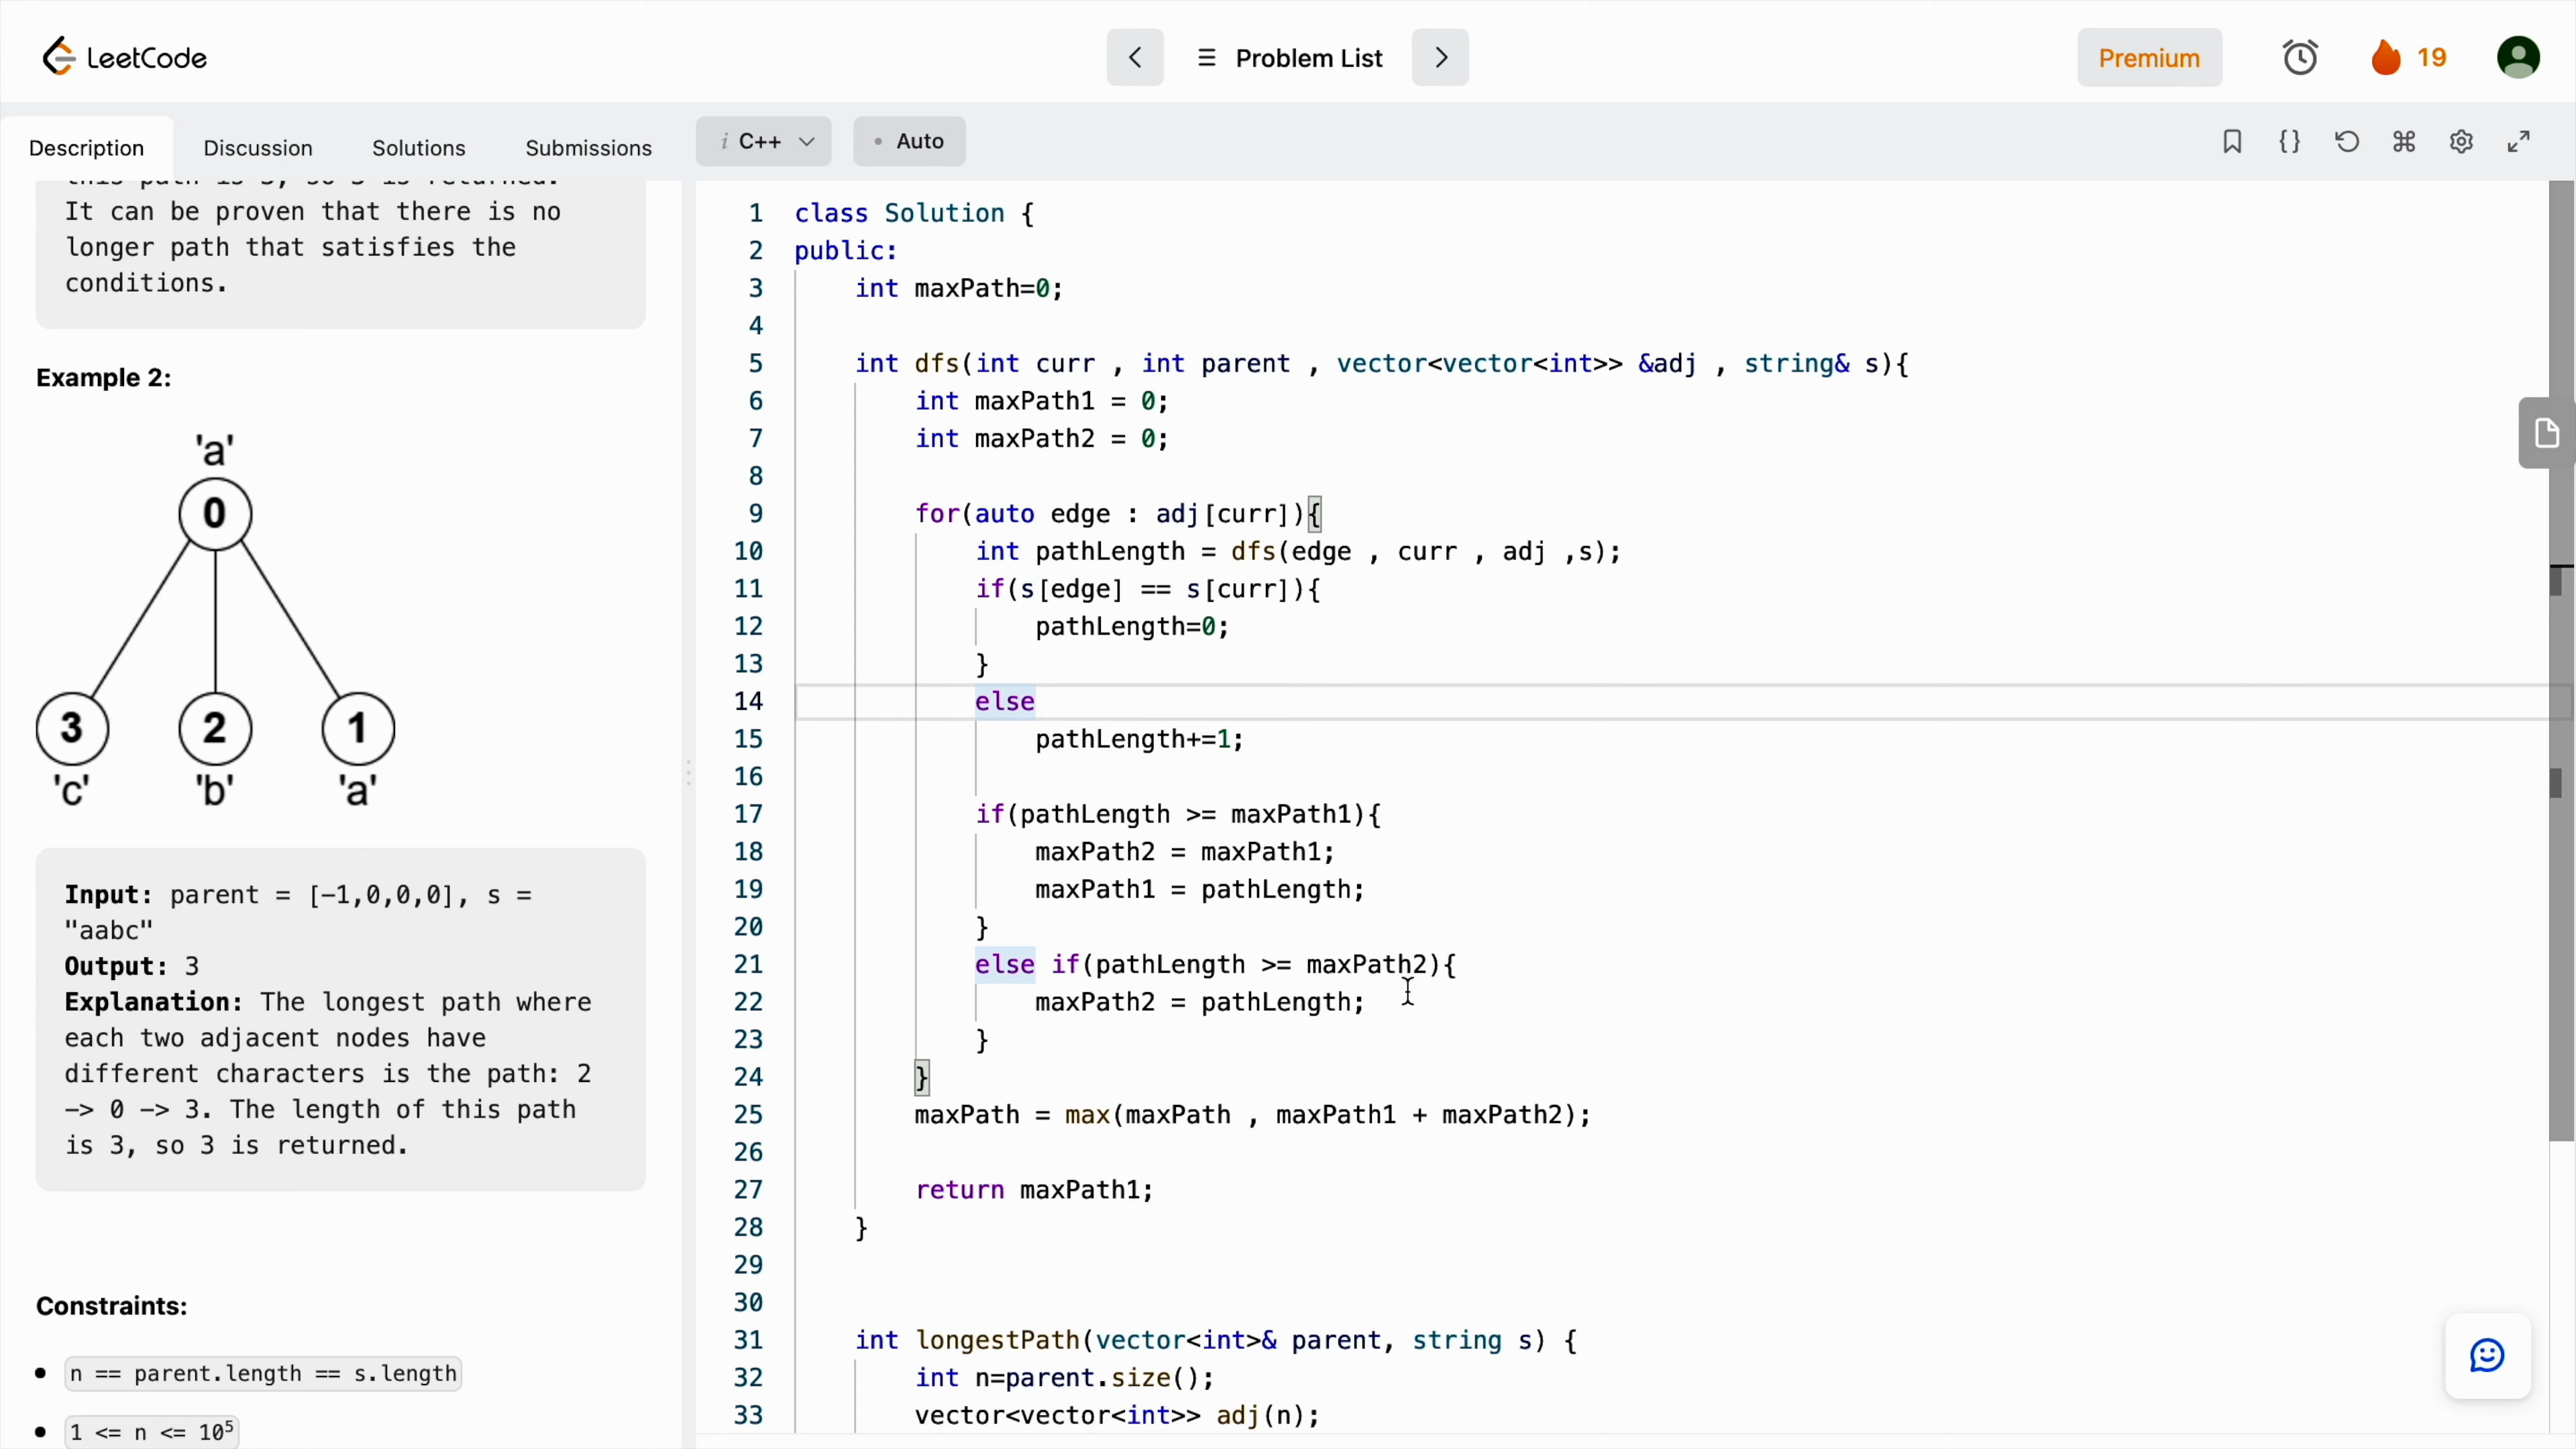 LeetCode
Problem List
Premium
19
Description
Discussion
Solutions
Submissions
i C++
Auto
this path is 3, so 3 is returned.
It can be proven that there is no
longer path that satisfies the
conditions.
Example 2:
'a'
0
3
2
1
'c'
'b'
'a'
Input: parent = [-1,0,0,0], s =
"aabc"
Output: 3
Explanation: The longest path where
each two adjacent nodes have
different characters is the path: 2
-> 0 -> 3. The length of this path
is 3, so 3 is returned.
Constraints:
n == parent.length == s.length
1 <= n <= 10⁵
1 class Solution {
2 public:
3 int maxPath=0;
4
5 int dfs(int curr , int parent , vector<vector<int>> &adj , string& s){
6 int maxPath1 = 0;
7 int maxPath2 = 0;
8
9 for(auto edge : adj[curr]){
10 int pathLength = dfs(edge , curr , adj ,s);
11 if(s[edge] == s[curr]){
12 pathLength=0;
13 }
14 else
15 pathLength+=1;
16
17 if(pathLength >= maxPath1){
18 maxPath2 = maxPath1;
19 maxPath1 = pathLength;
20 }
21 else if(pathLength >= maxPath2){
22 maxPath2 = pathLength;
23 }
24 }
25 maxPath = max(maxPath , maxPath1 + maxPath2);
26
27 return maxPath1;
28 }
29
30
31 int longestPath(vector<int>& parent, string s) {
32 int n=parent.size();
33 vector<vector<int>> adj(n);